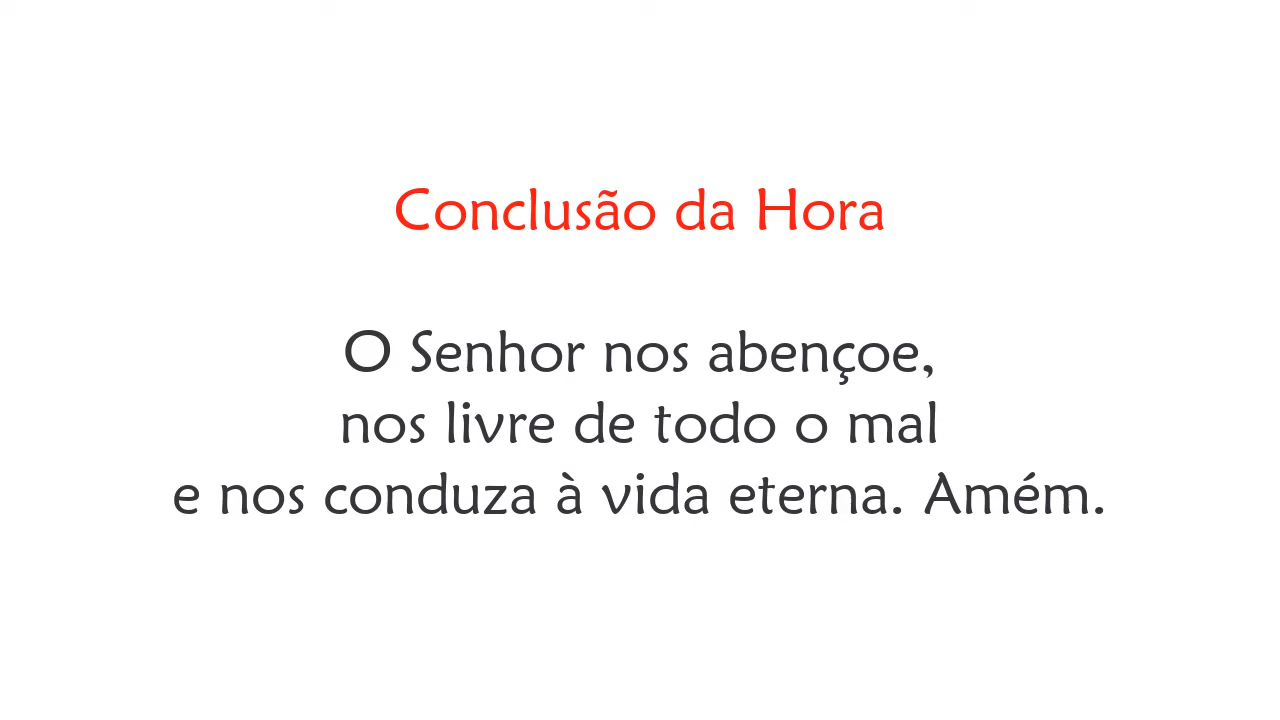 Conclusão da Hora
O Senhor nos abençoe,
nos livre de todo o mal
e nos conduza à vida eterna. Amém.